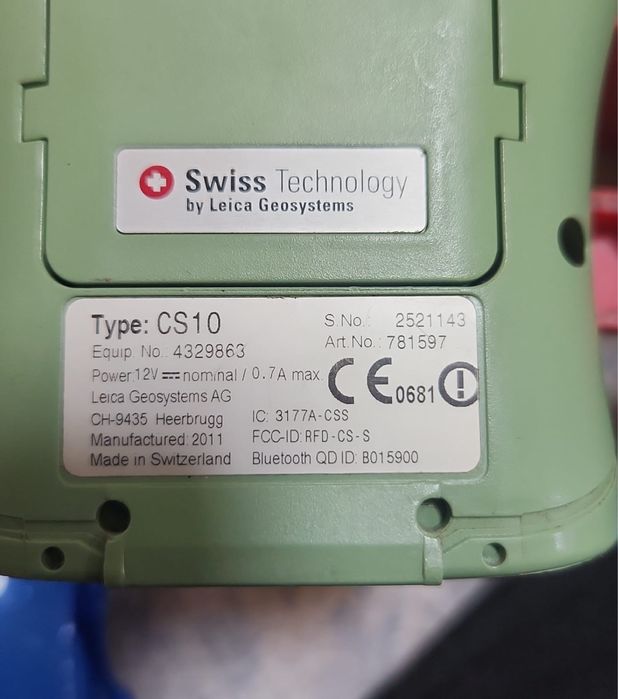 Swiss Technology
by Leica Geosystems
Type: CS10
S.No.: 2521143
Equip. No.: 4329863
Art.No.: 781597
Power:12V nominal / 0.7A max.
CE 0681
Leica Geosystems AG
CH-9435 Heerbrugg
IC: 3177A-CSS
Manufactured: 2011
FCC-ID: RFD-CS-S
Made in Switzerland
Bluetooth QD ID: B015900